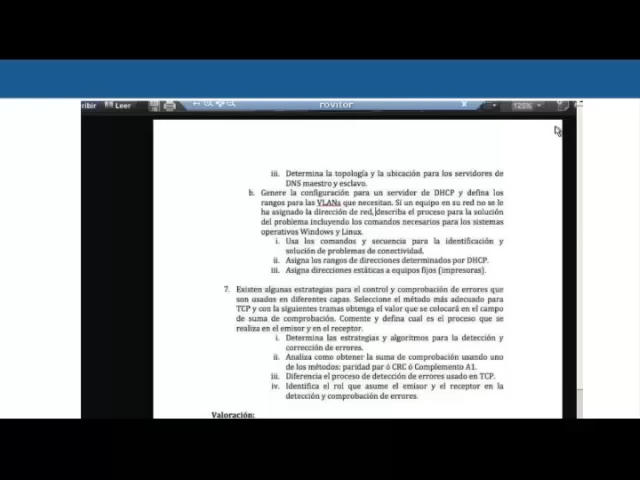 ribir Leer rovitor 125%
iii. Determina la topología y la ubicación para los servidores de
DNS maestro y esclavo.
b. Genere la configuración para un servidor de DHCP y defina los
rangos para las VLANs que necesitan. Si un equipo en su red no se le
ha asignado la dirección de red, describa el proceso para la solución
del problema incluyendo los comandos necesarios para los sistemas
operativos Windows y Linux.
i. Usa los comandos y secuencia para la identificación y
solución de problemas de conectividad.
ii. Asigna los rangos de direcciones determinados por DHCP.
iii. Asigna direcciones estáticas a equipos fijos (impresoras).
7. Existen algunas estrategias para el control y comprobación de errores que
son usados en diferentes capas. Seleccione el método más adecuado para
TCP y con la siguientes tramas obtenga el valor que se colocará en el campo
de suma de comprobación. Comente y defina cual es el proceso que se
realiza en el emisor y en el receptor.
i. Determina las estrategias y algoritmos para la detección y
corrección de errores.
ii. Analiza como obtener la suma de comprobación usando uno
de los métodos: paridad par ó CRC ó Complemento A1.
iii. Diferencia el proceso de detección de errores usado en TCP.
iv. Identifica el rol que asume el emisor y el receptor en la
detección y comprobación de errores.
Valoración: